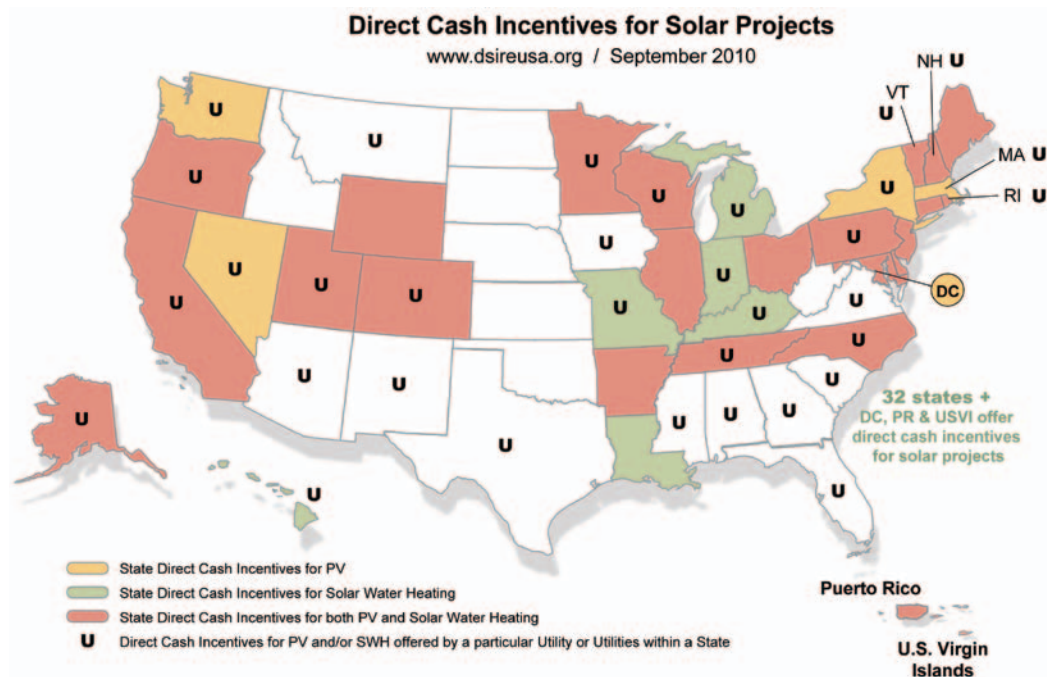 Direct Cash Incentives for Solar Projects
www.dsireusa.org / September 2010
NH U
VT
U
U
U
MA U
U
U
RI U
U
U
U
U
U
U
U
U
U
DC
U
U
U
U
U
U
U
U
U
U
U
32 states +
DC, PR & USVI offer
direct cash incentives
for solar projects
U
U
U
U
U
U
State Direct Cash Incentives for PV
State Direct Cash Incentives for Solar Water Heating
State Direct Cash Incentives for both PV and Solar Water Heating
U Direct Cash Incentives for PV and/or SWH offered by a particular Utility or Utilities within a State
Puerto Rico
U.S. Virgin
Islands